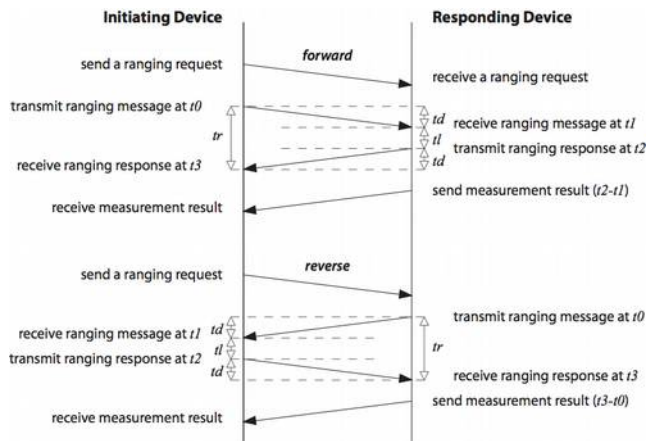 Initiating Device
Responding Device
forward
send a ranging request
receive a ranging request
transmit ranging message at t0
td
receive ranging message at t1
tr
tl
transmit ranging response at t2
receive ranging response at t3
td
send measurement result (t2-t1)
receive measurement result
reverse
send a ranging request
transmit ranging message at t0
receive ranging message at t1
td
tl
tr
transmit ranging response at t2
td
receive ranging response at t3
send measurement result (t3-t0)
receive measurement result